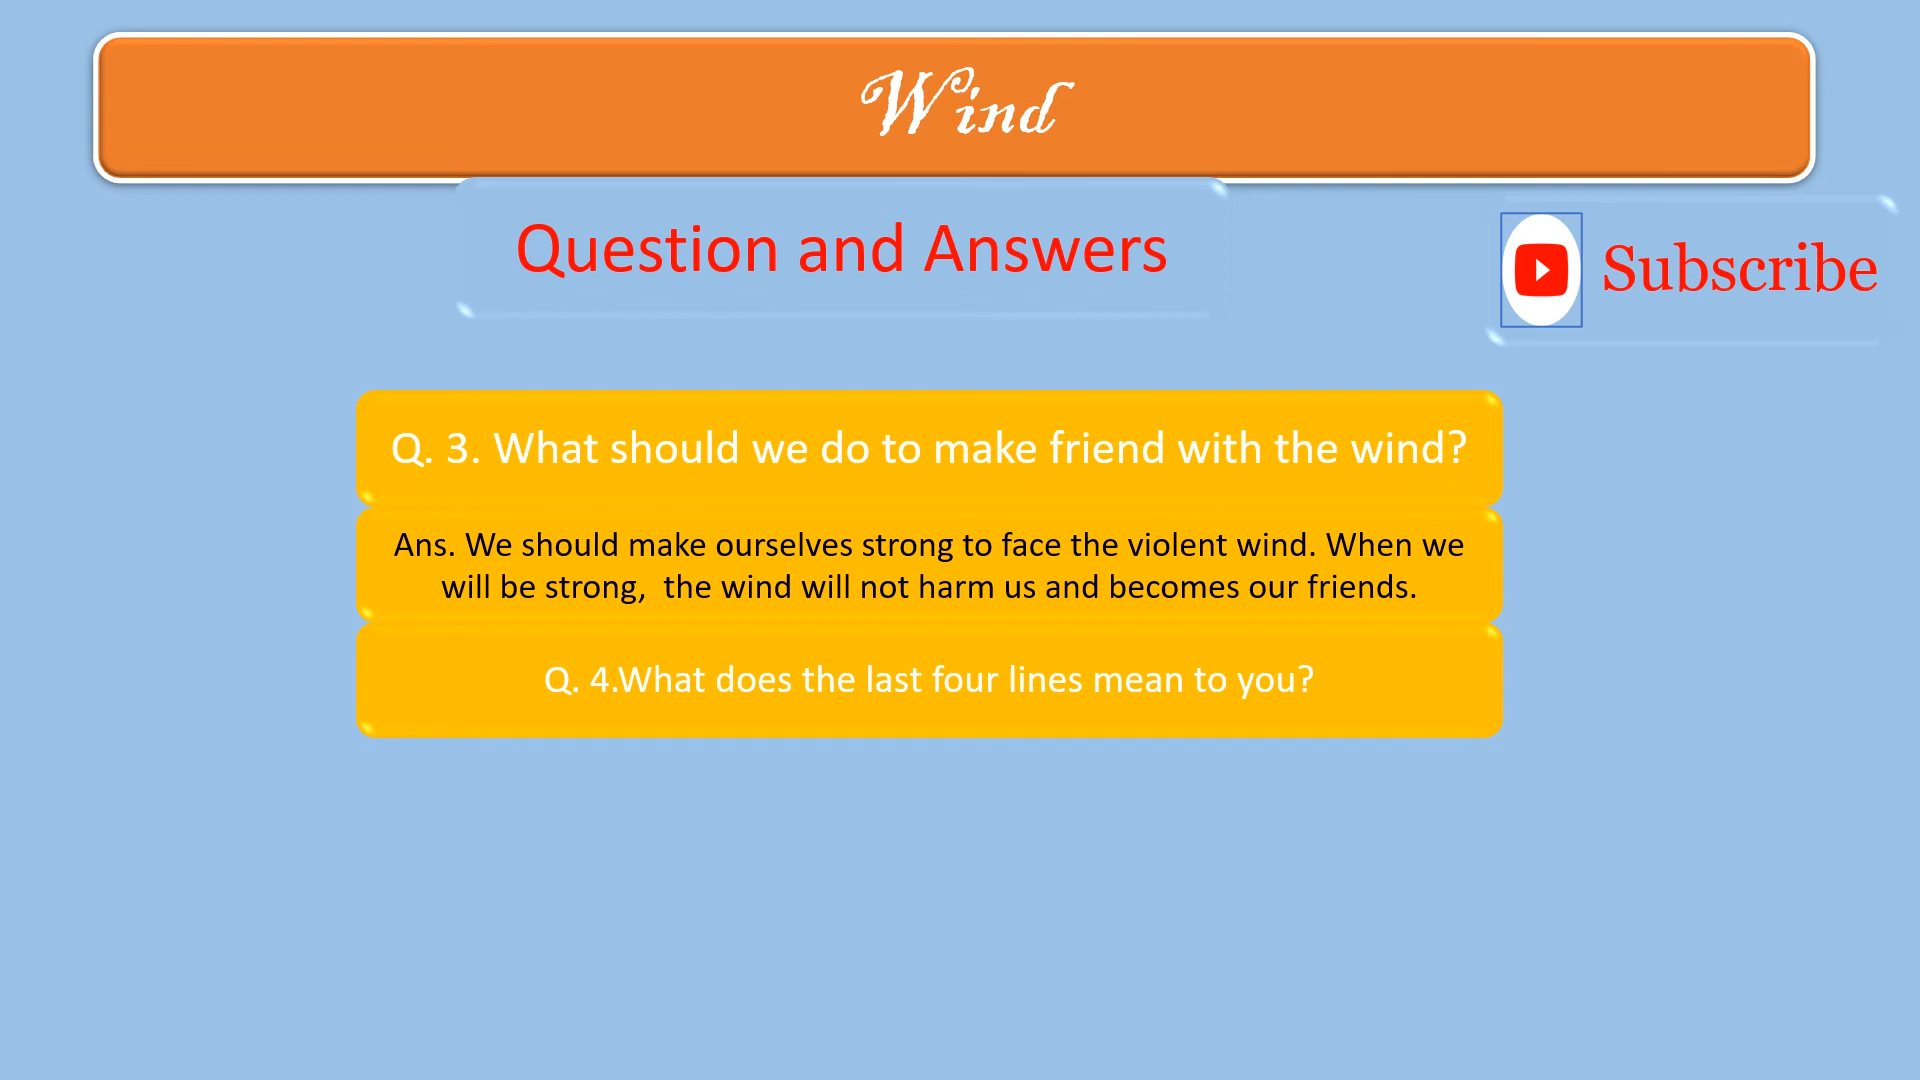 Wind
Question and Answers
Subscribe
Q. 3. What should we do to make friend with the wind?
Ans. We should make ourselves strong to face the violent wind. When we
will be strong,  the wind will not harm us and becomes our friends.
Q. 4.What does the last four lines mean to you?